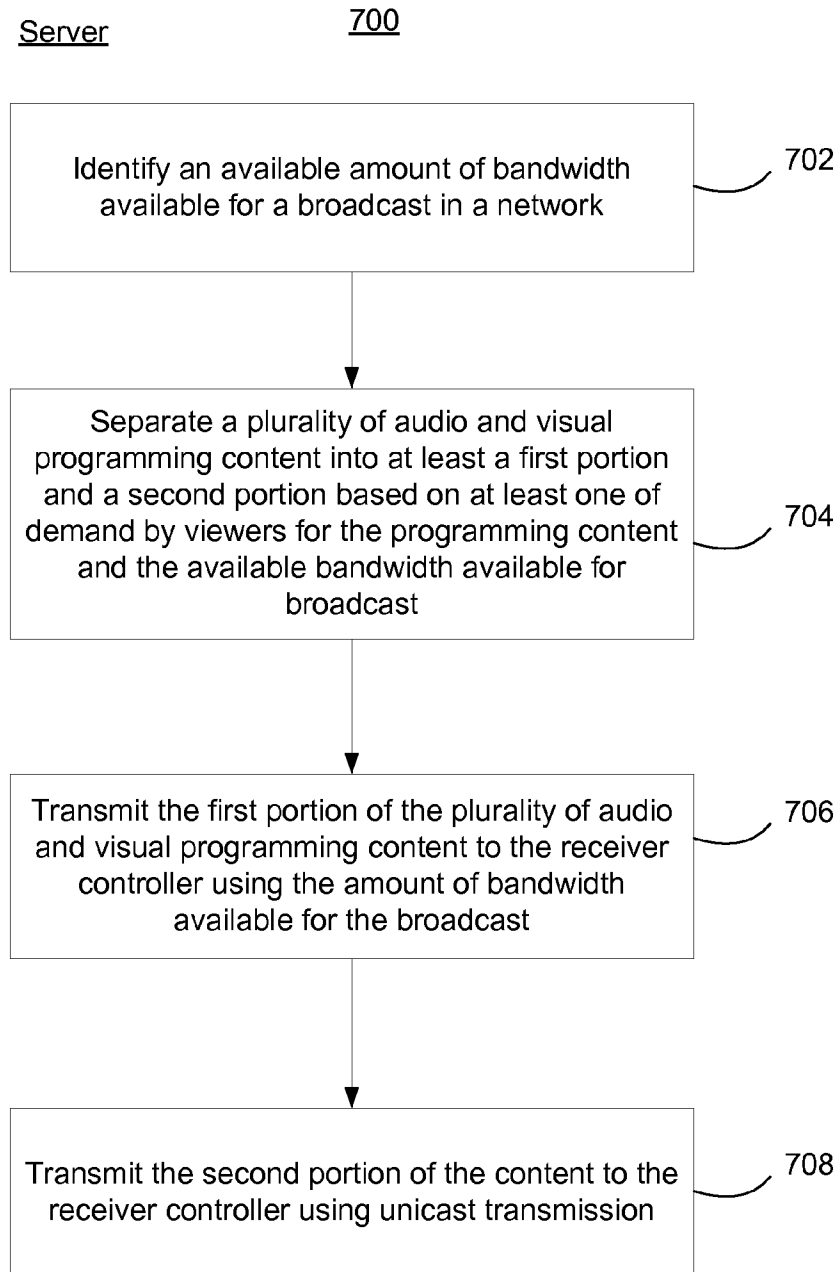 Server
700
Identify an available amount of bandwidth
available for a broadcast in a network
702
Separate a plurality of audio and visual
programming content into at least a first portion
and a second portion based on at least one of
demand by viewers for the programming content
and the available bandwidth available for
broadcast
704
Transmit the first portion of the plurality of audio
and visual programming content to the receiver
controller using the amount of bandwidth
available for the broadcast
706
Transmit the second portion of the content to the
receiver controller using unicast transmission
708